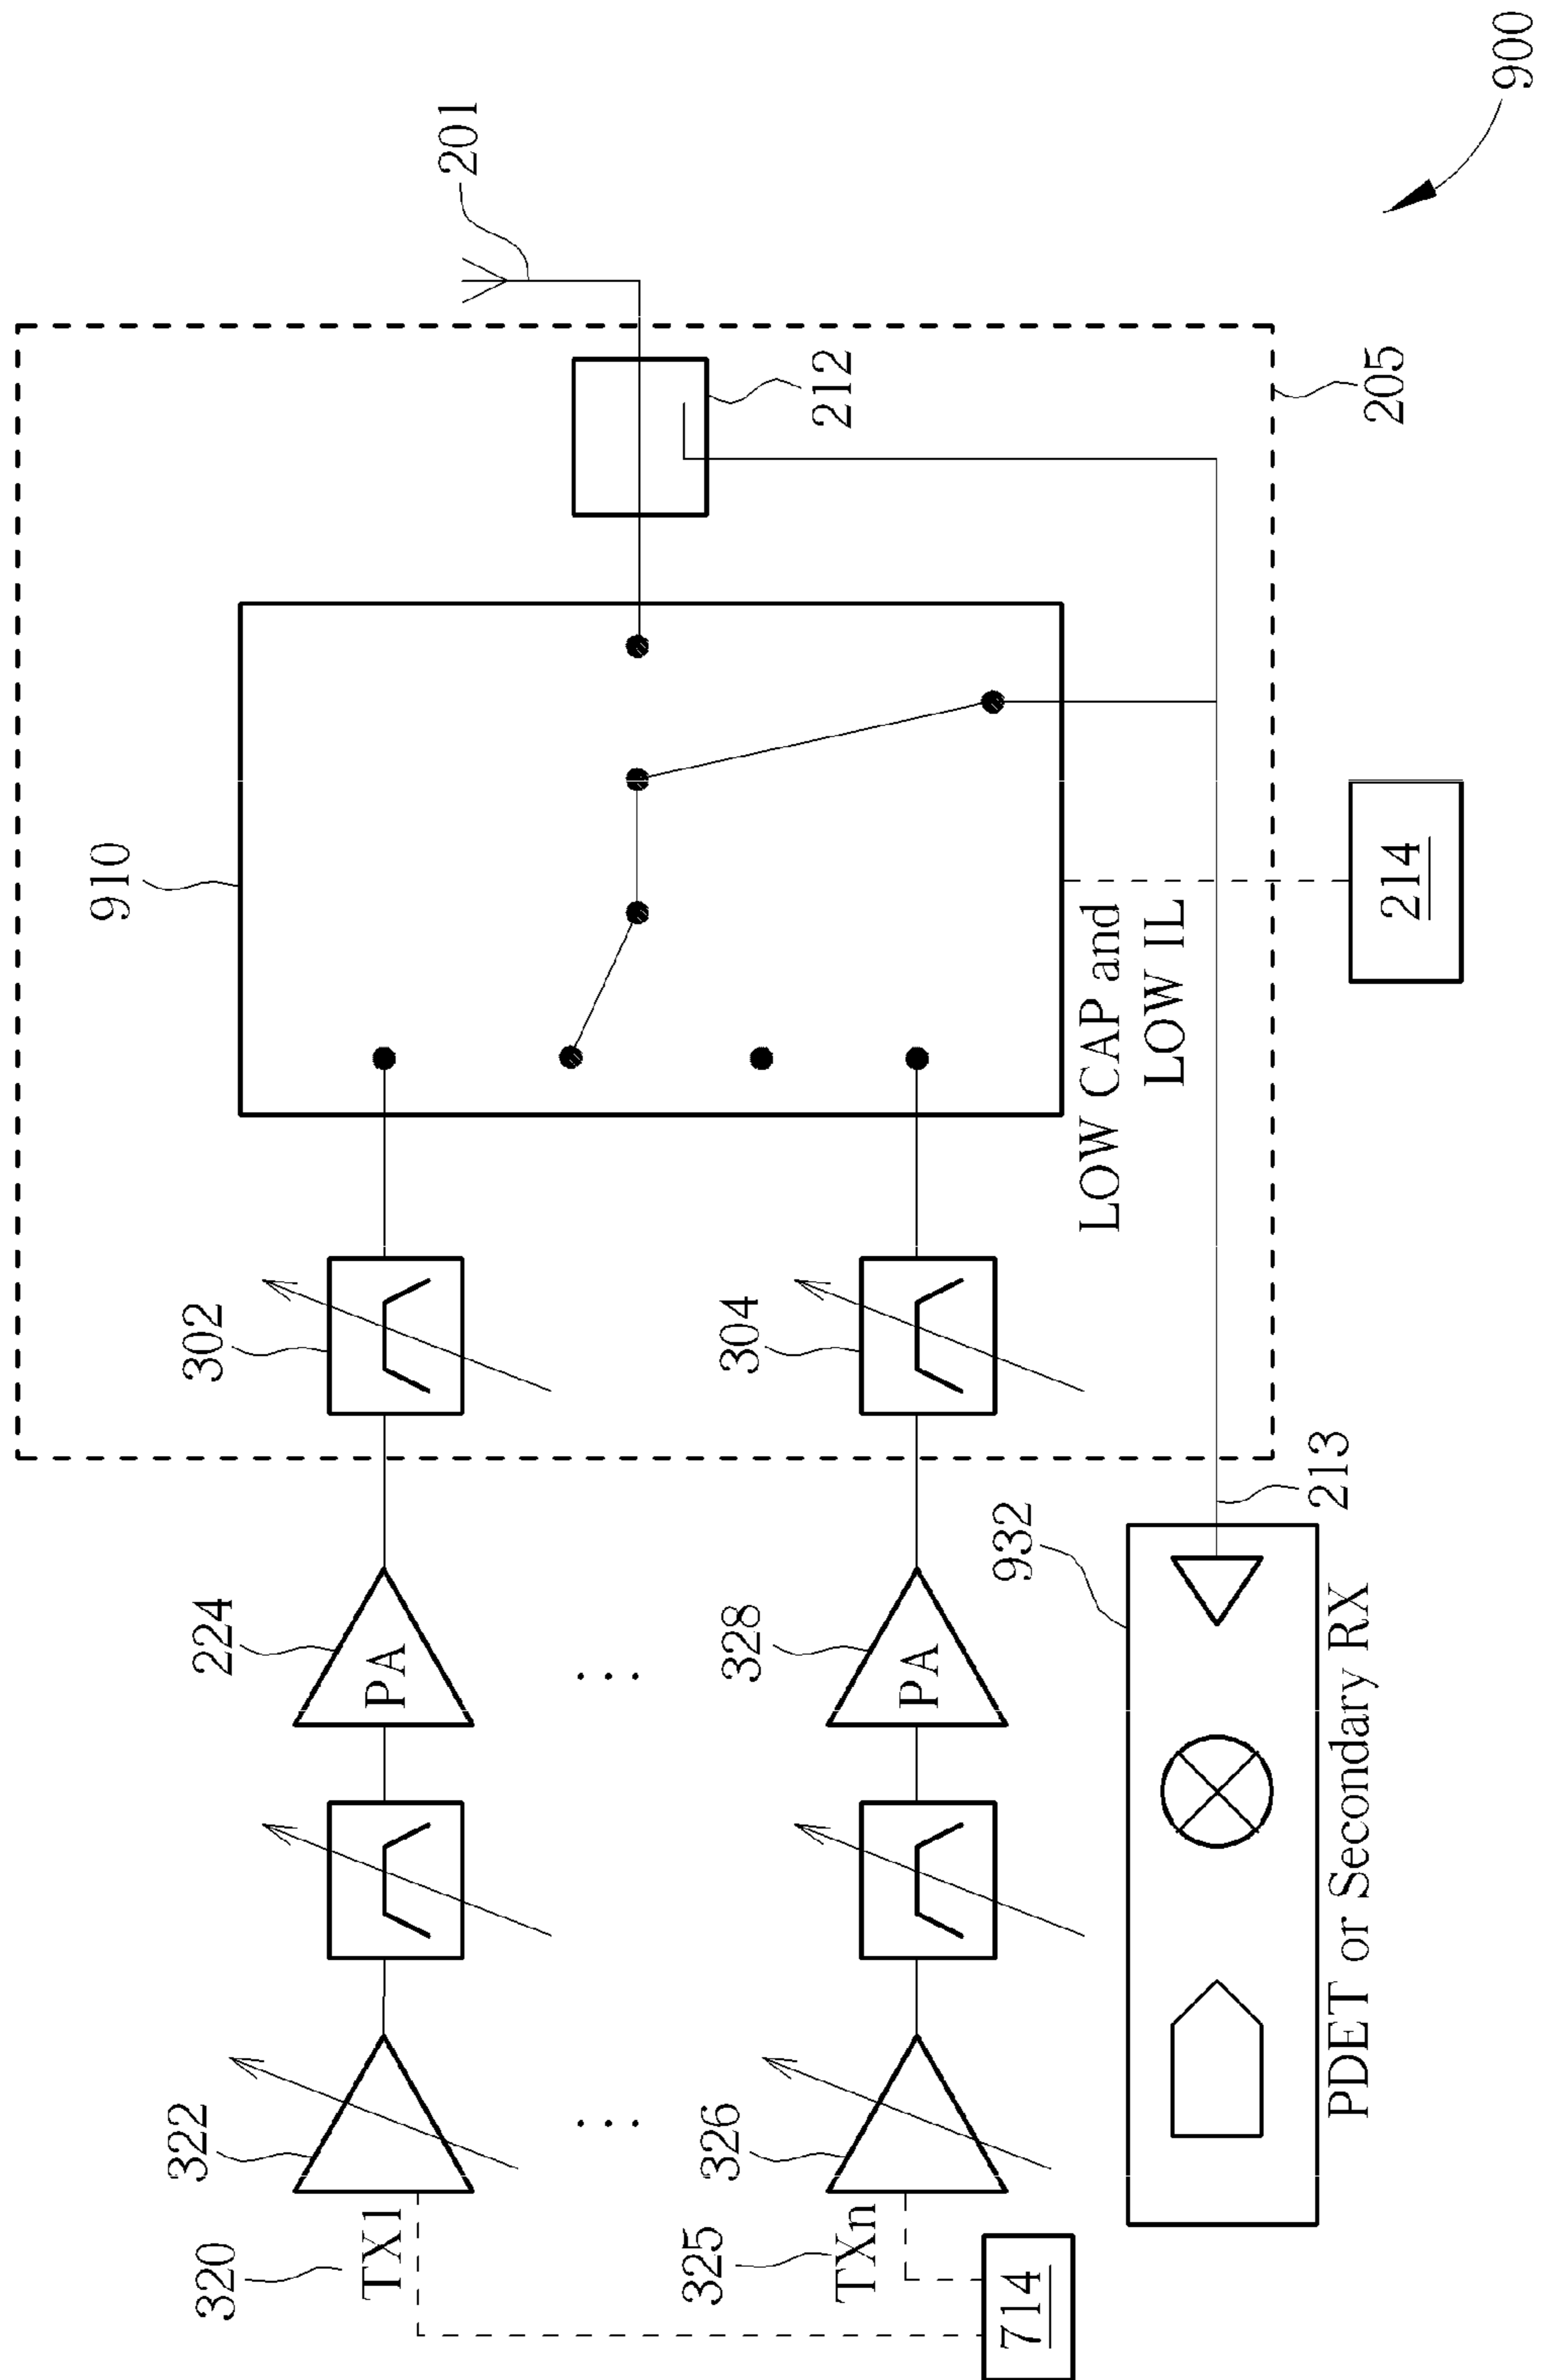 900
201
205
212
910
214
LOW CAP and
LOW IL
302
304
213
224
PA
328
PA
932
PDET or Secondary RX
322
326
320
TX1
325
TXn
714